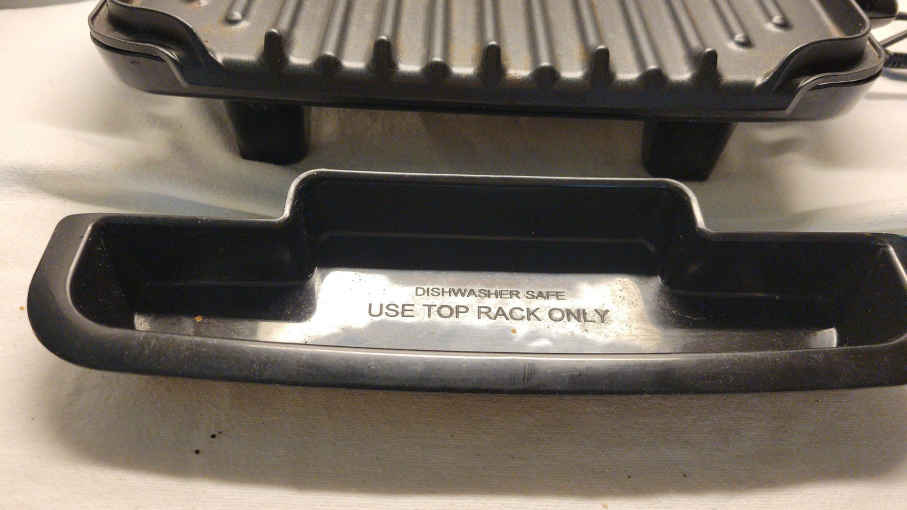 DISHWASHER SAFE
USE TOP RACK ONLY